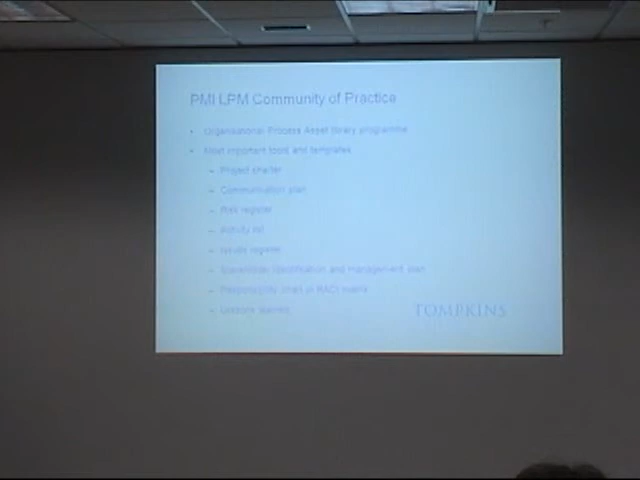 PMI LPM Community of Practice
• Organisational Process Asset library programme
• Most important tools and templates
– Project charter
– Communication plan
– Risk register
– Activity list
– Issues register
– Stakeholder identification and management plan
– Responsibility chart or RACI matrix
– Lessons learned
TOMPKINS